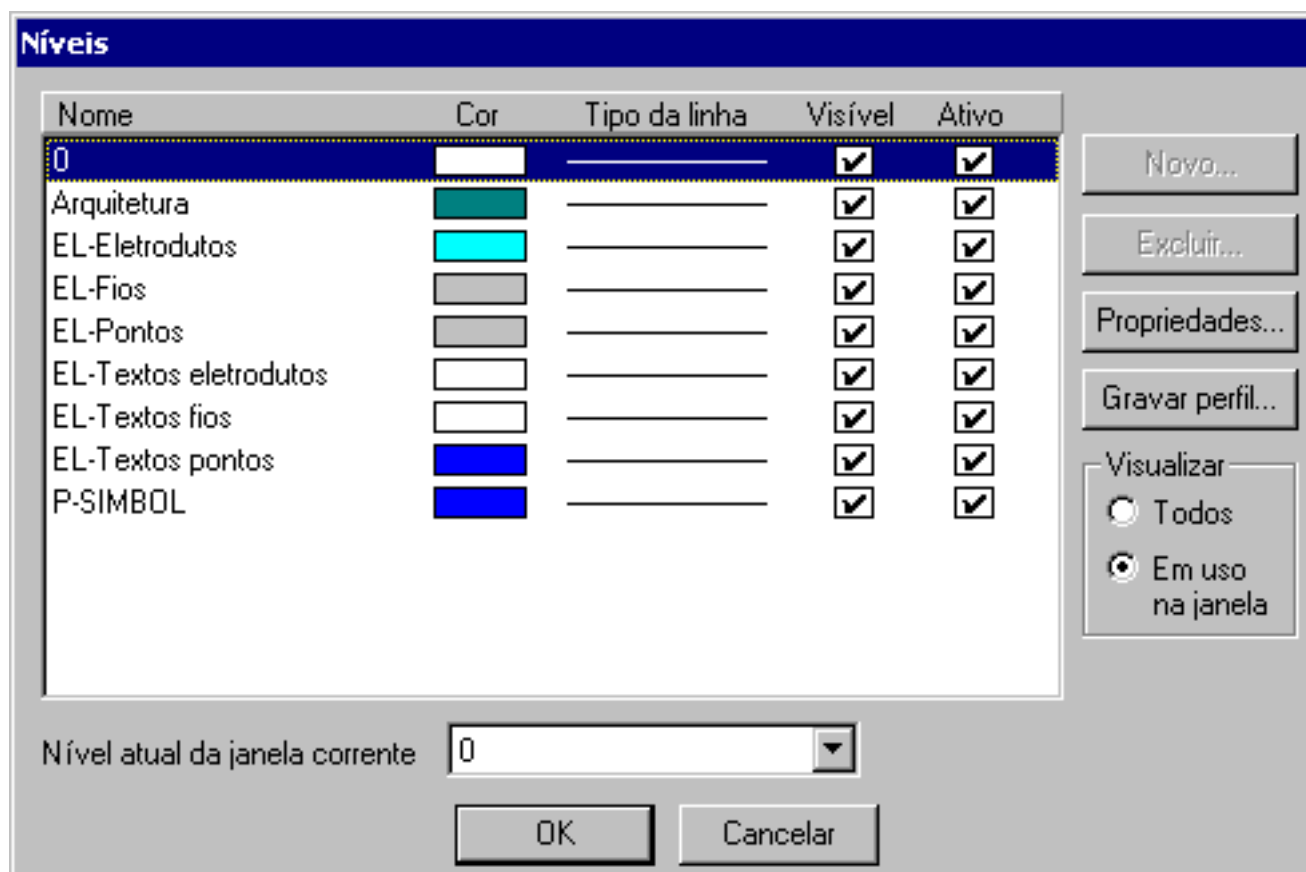 Níveis
Nome Cor Tipo da linha Visível Ativo
0
Arquitetura
EL-Eletrodutos
EL-Fios
EL-Pontos
EL-Textos eletrodutos
EL-Textos fios
EL-Textos pontos
P-SIMBOL
Novo...
Excluir...
Propriedades...
Gravar perfil...
Visualizar
Todos
Em uso
na janela
Nível atual da janela corrente 0
OK Cancelar